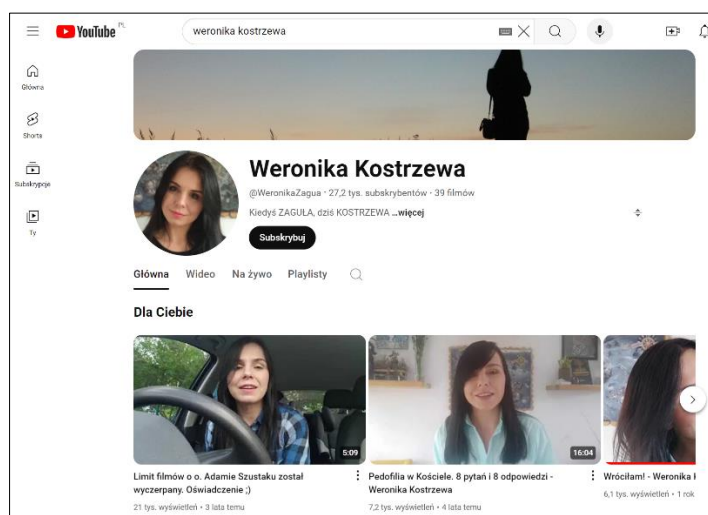 YouTube PL
weronika kostrzewa
Główna
Shorts
Subskrypcje
Ty
Weronika Kostrzewa
@WeronikaZagua • 27,2 tys. subskrybentów • 39 filmów
Kiedyś ZAGUŁA, dziś KOSTRZEWA ...więcej
Subskrybuj
Główna Wideo Na żywo Playlisty
Dla Ciebie
5:09
16:04
Limit filmów o o. Adamie Szustaku został
wyczerpany. Oświadczenie ;)
21 tys. wyświetleń • 3 lata temu
Pedofilia w Kościele. 8 pytań i 8 odpowiedzi -
Weronika Kostrzewa
7,2 tys. wyświetleń • 4 lata temu
Wróciłam! - Weronika
6,1 tys. wyświetleń • 1 rok